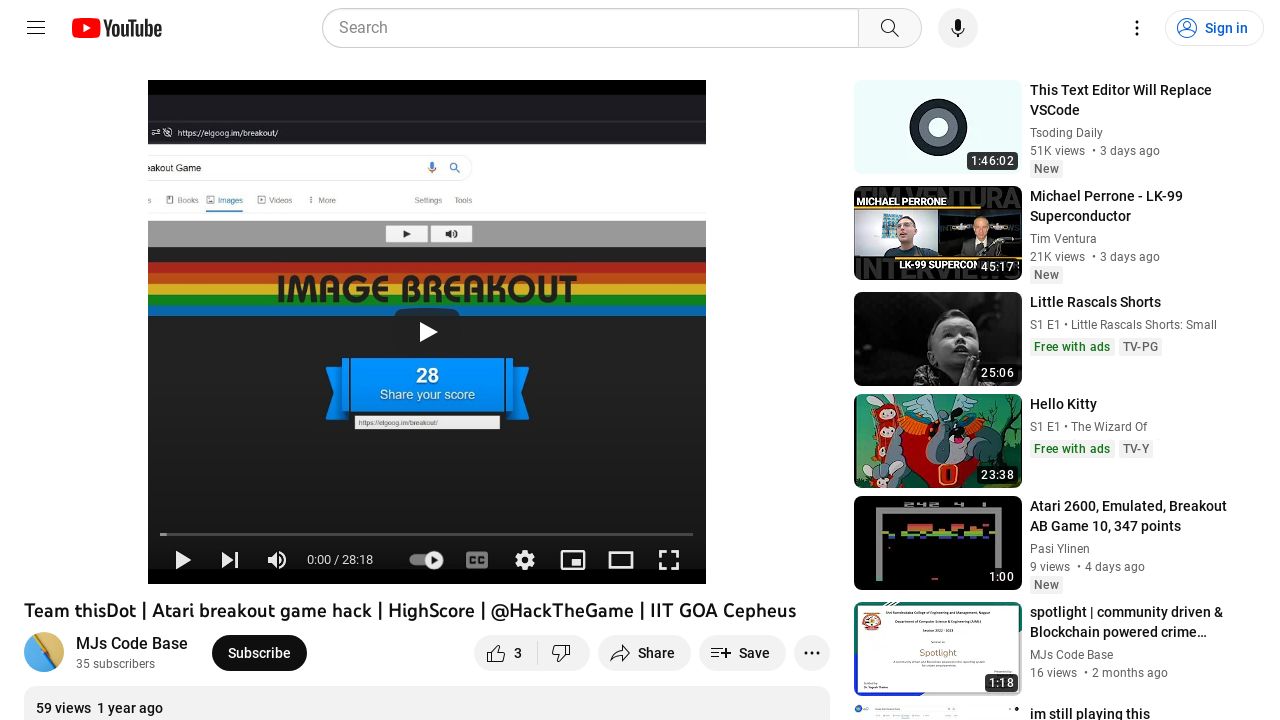 YouTube
Search
Sign in
https://elgoog.im/breakout/
eakout Game
Books
Images
Videos
More
Settings
Tools
IMAGE BREAKOUT
28
Share your score
https://elgoog.im/breakout/
0:00 / 28:18
CC
Team thisDot | Atari breakout game hack | HighScore | @HackTheGame | IIT GOA Cepheus
MJs Code Base
35 subscribers
Subscribe
3
Share
Save
59 views 1 year ago
1:46:02
This Text Editor Will Replace
VSCode
Tsoding Daily
51K views • 3 days ago
New
MICHAEL PERRONE
LK-99 SUPERCON
45:17
Michael Perrone - LK-99
Superconductor
Tim Ventura
21K views • 3 days ago
New
25:06
Little Rascals Shorts
S1 E1 • Little Rascals Shorts: Small
Free with ads
TV-PG
23:38
Hello Kitty
S1 E1 • The Wizard Of
Free with ads
TV-Y
1:00
Atari 2600, Emulated, Breakout
AB Game 10, 347 points
Pasi Ylinen
9 views • 4 days ago
New
Spotlight
1:18
spotlight | community driven &
Blockchain powered crime…
MJs Code Base
16 views • 2 months ago
im still playing this